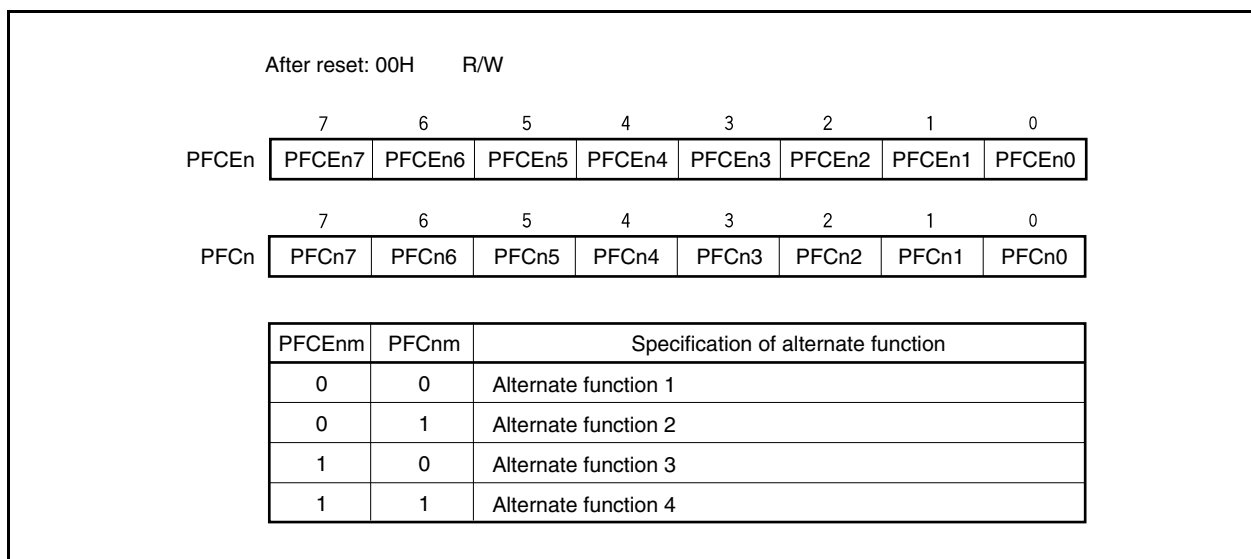 After reset: 00H R/W
7 6 5 4 3 2 1 0
PFCEn PFCEn7 PFCEn6 PFCEn5 PFCEn4 PFCEn3 PFCEn2 PFCEn1 PFCEn0
7 6 5 4 3 2 1 0
PFCn PFCn7 PFCn6 PFCn5 PFCn4 PFCn3 PFCn2 PFCn1 PFCn0
PFCEnm PFCnm Specification of alternate function
0 0 Alternate function 1
0 1 Alternate function 2
1 0 Alternate function 3
1 1 Alternate function 4